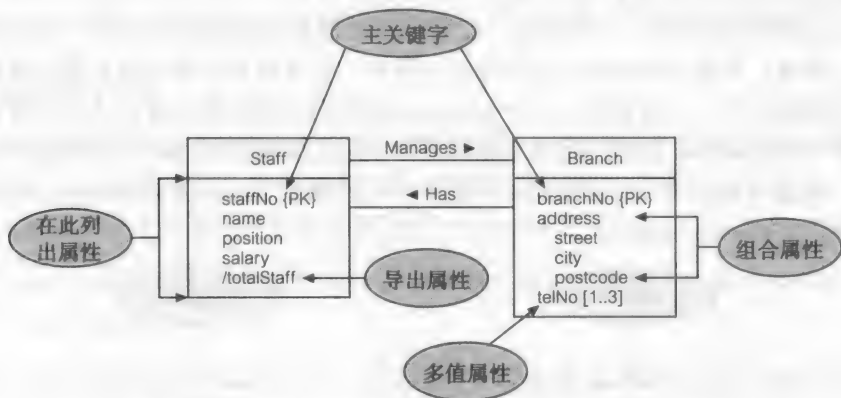 主关键字
Staff
Manages ►
Branch
◄ Has
staffNo {PK}
name
position
salary
/totalStaff
branchNo {PK}
address
street
city
postcode
telNo [1..3]
在此列
出属性
导出属性
组合属性
多值属性